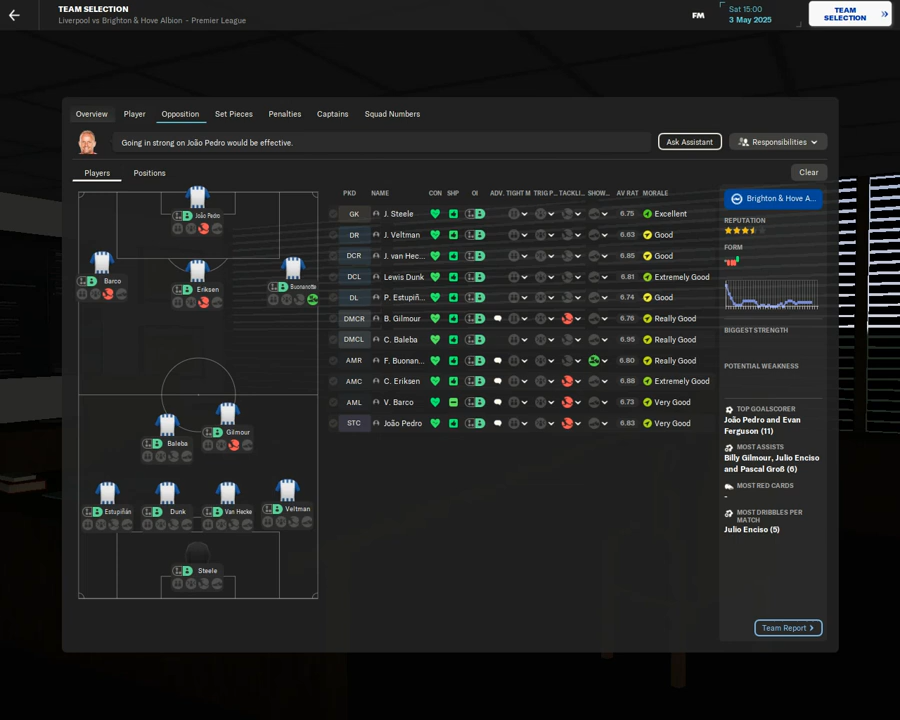 TEAM SELECTION
Liverpool vs Brighton & Hove Albion - Premier League
FM
Sat 15:00
3 May 2025
TEAM
SELECTION
Overview
Player
Opposition
Set Pieces
Penalties
Captains
Squad Numbers
Going in strong on João Pedro would be effective.
Ask Assistant
Responsibilities
Players
Positions
Clear
João Pedro
Barco
Eriksen
Buonanotte
Baleba
Gilmour
Estupiñán
Dunk
Van Hecke
Veltman
Steele
PKD NAME CON SHP OI ADV. TIGHT M TRIG P... TACKLI... SHOW... AV RAT MORALE
GK J. Steele 6.75 Excellent
DR J. Veltman 6.63 Good
DCR J. van Hec... 6.85 Good
DCL Lewis Dunk 6.81 Extremely Good
DL P. Estupiñ... 6.74 Good
DMCR B. Gilmour 6.76 Really Good
DMCL C. Baleba 6.95 Really Good
AMR F. Buonan... 6.80 Really Good
AMC C. Eriksen 6.88 Extremely Good
AML V. Barco 6.73 Very Good
STC João Pedro 6.83 Very Good
Brighton & Hove A...
REPUTATION
FORM
BIGGEST STRENGTH
POTENTIAL WEAKNESS
TOP GOALSCORER
João Pedro and Evan
Ferguson (11)
MOST ASSISTS
Billy Gilmour, Julio Enciso
and Pascal Groß (6)
MOST RED CARDS
-
MOST DRIBBLES PER
MATCH
Julio Enciso (5)
Team Report